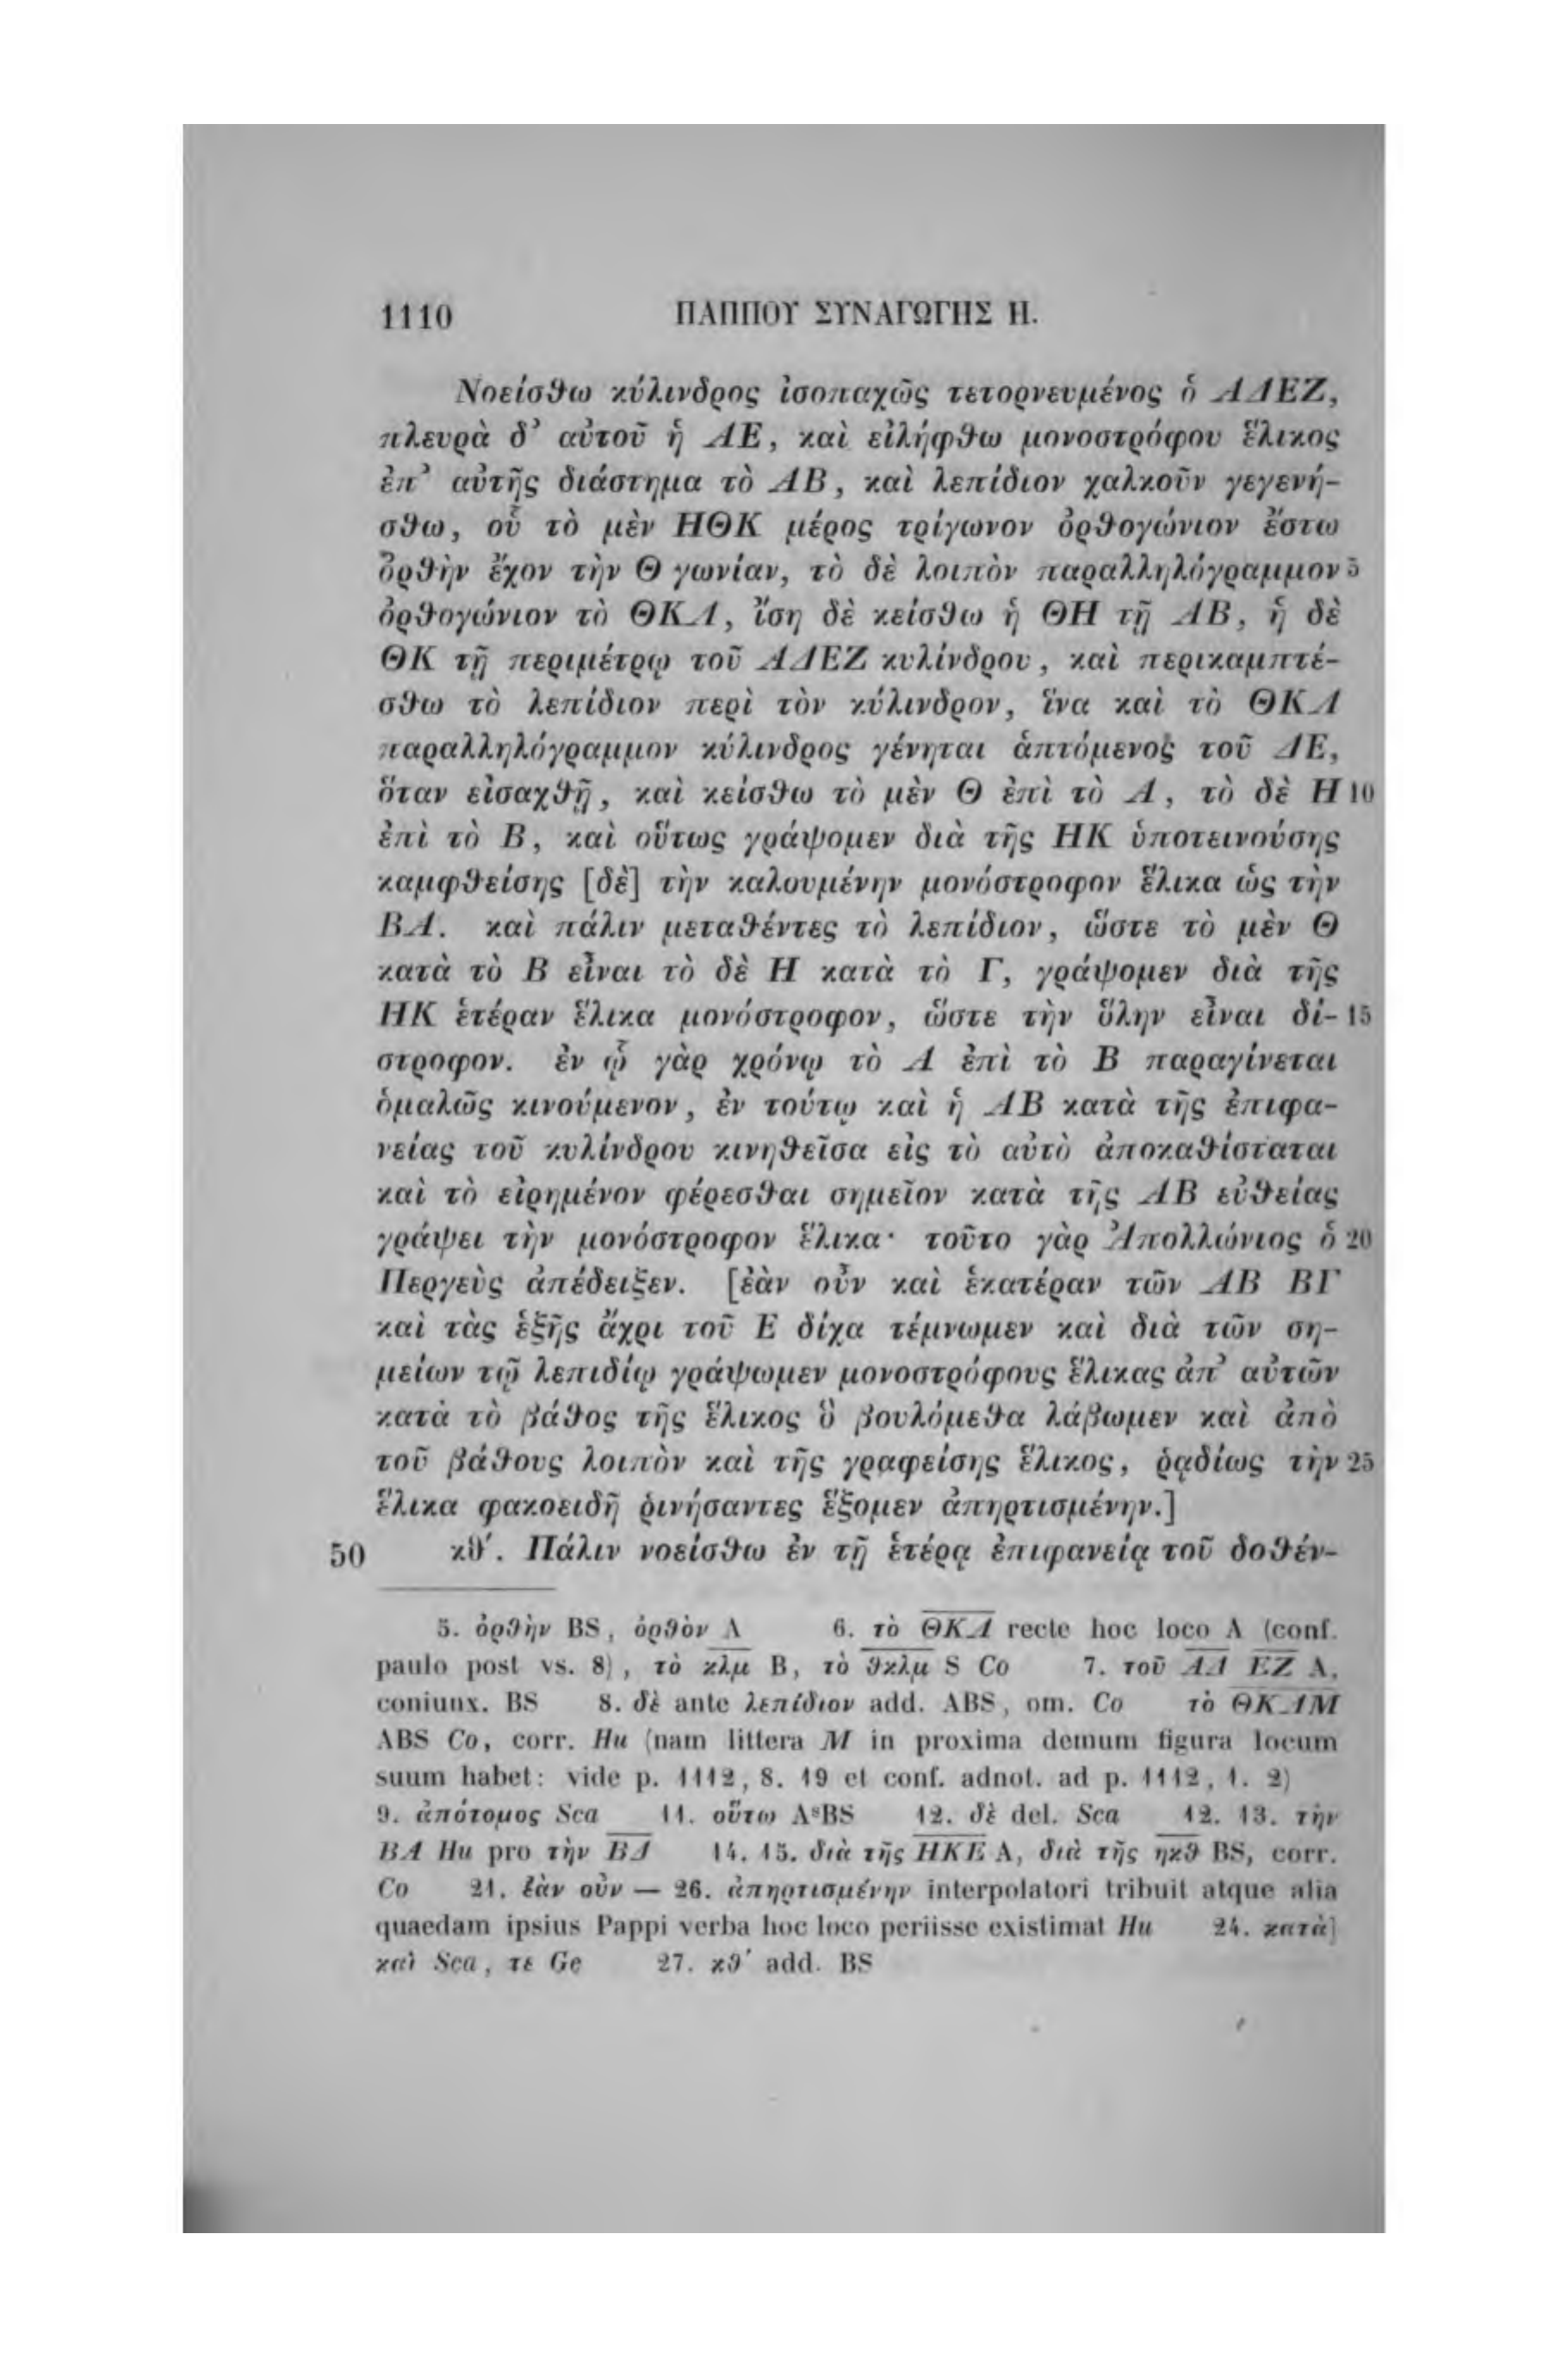 1110 ΠΑΠΠΟΥ ΣΥΝΑΓΩΓΗΣ Η.
Νοείσθω κύλινδρος ἰσοπαχῶς τετορνευμένος ὁ ΑΔΕΖ,
πλευρὰ δ' αὐτοῦ ἡ ΑΕ, καὶ εἰλήφθω μονοστρόφου ἕλικος
ἐπ' αὐτῆς διάστημα τὸ ΑΒ, καὶ λεπίδιον χαλκοῦν γεγενή-
σθω, οὗ τὸ μὲν ΗΘΚ μέρος τρίγωνον ὀρθογώνιον ἔστω
ὀρθὴν ἔχον τὴν Θ γωνίαν, τὸ δὲ λοιπὸν παραλληλόγραμμον 5
ὀρθογώνιον τὸ ΘΚΛ, ἴση δὲ κείσθω ἡ ΘΗ τῇ ΑΒ, ἡ δὲ
ΘΚ τῇ περιμέτρῳ τοῦ ΑΔΕΖ κυλίνδρου, καὶ περικαμπτέ-
σθω τὸ λεπίδιον περὶ τὸν κύλινδρον, ἵνα καὶ τὸ ΘΚΛ
παραλληλόγραμμον κύλινδρος γένηται ἁπτόμενος τοῦ ΔΕ,
ὅταν εἰσαχθῇ, καὶ κείσθω τὸ μὲν Θ ἐπὶ τὸ Α, τὸ δὲ Η 10
ἐπὶ τὸ Β, καὶ οὕτως γράψομεν διὰ τῆς ΗΚ ὑποτεινούσης
καμφθείσης [δὲ] τὴν καλουμένην μονόστροφον ἕλικα ὡς τὴν
ΒΑ. καὶ πάλιν μεταθέντες τὸ λεπίδιον, ὥστε τὸ μὲν Θ
κατὰ τὸ Β εἶναι τὸ δὲ Η κατὰ τὸ Γ, γράψομεν διὰ τῆς
ΗΚ ἑτέραν ἕλικα μονόστροφον, ὥστε τὴν ὅλην εἶναι δί- 15
στροφον. ἐν ᾧ γὰρ χρόνῳ τὸ Α ἐπὶ τὸ Β παραγίνεται
ὁμαλῶς κινούμενον, ἐν τούτῳ καὶ ἡ ΑΒ κατὰ τῆς ἐπιφα-
νείας τοῦ κυλίνδρου κινηθεῖσα εἰς τὸ αὐτὸ ἀποκαθίσταται
καὶ τὸ εἰρημένον φέρεσθαι σημεῖον κατὰ τῆς ΑΒ εὐθείας
γράψει τὴν μονόστροφον ἕλικα· τοῦτο γὰρ Ἀπολλώνιος ὁ 20
Περγεὺς ἀπέδειξεν. [ἐὰν οὖν καὶ ἑκατέραν τῶν ΑΒ ΒΓ
καὶ τὰς ἑξῆς ἄχρι τοῦ Ε δίχα τέμνωμεν καὶ διὰ τῶν ση-
μείων τῷ λεπιδίῳ γράψωμεν μονοστρόφους ἕλικας ἀπ' αὐτῶν
κατὰ τὸ βάθος τῆς ἕλικος ὃ βουλόμεθα λάβωμεν καὶ ἀπὸ
τοῦ βάθους λοιπὸν καὶ τῆς γραφείσης ἕλικος, ῥᾳδίως τὴν 25
ἕλικα φακοειδῆ ῥινήσαντες ἕξομεν ἀπηρτισμένην.]
50 κθ'. Πάλιν νοείσθω ἐν τῇ ἑτέρᾳ ἐπιφανείᾳ τοῦ δοθέν-
5. ὀρθὴν BS, ὀρθὸν A 6. τὸ ΘΚΛ recte hoc loco A (conf.
paulo post vs. 8), τὸ κλμ B, τὸ θκλμ S Co 7. τοῦ ΑΔ ΕΖ A,
coniunx. BS 8. δὲ ante λεπίδιον add. ABS, om. Co τὸ ΘΚΛΜ
ABS Co, corr. Hu (nam littera M in proxima demum figura locum
suum habet: vide p. 1112, 8. 19 et conf. adnot. ad p. 1112, 1. 2)
9. ἀπότομος Sca 11. οὕτω AsBS 12. δὲ del. Sca 12. 13. τὴν
ΒΑ Hu pro τὴν ΒΔ 14. 15. διὰ τῆς ΗΚΕ A, διὰ τῆς ηκθ BS, corr.
Co 21. ἐὰν οὖν — 26. ἀπηρτισμένην interpolatori tribuit atque alia
quaedam ipsius Pappi verba hoc loco periisse existimat Hu 24. κατὰ]
καὶ Sca, τε Ge 27. κθ' add. BS